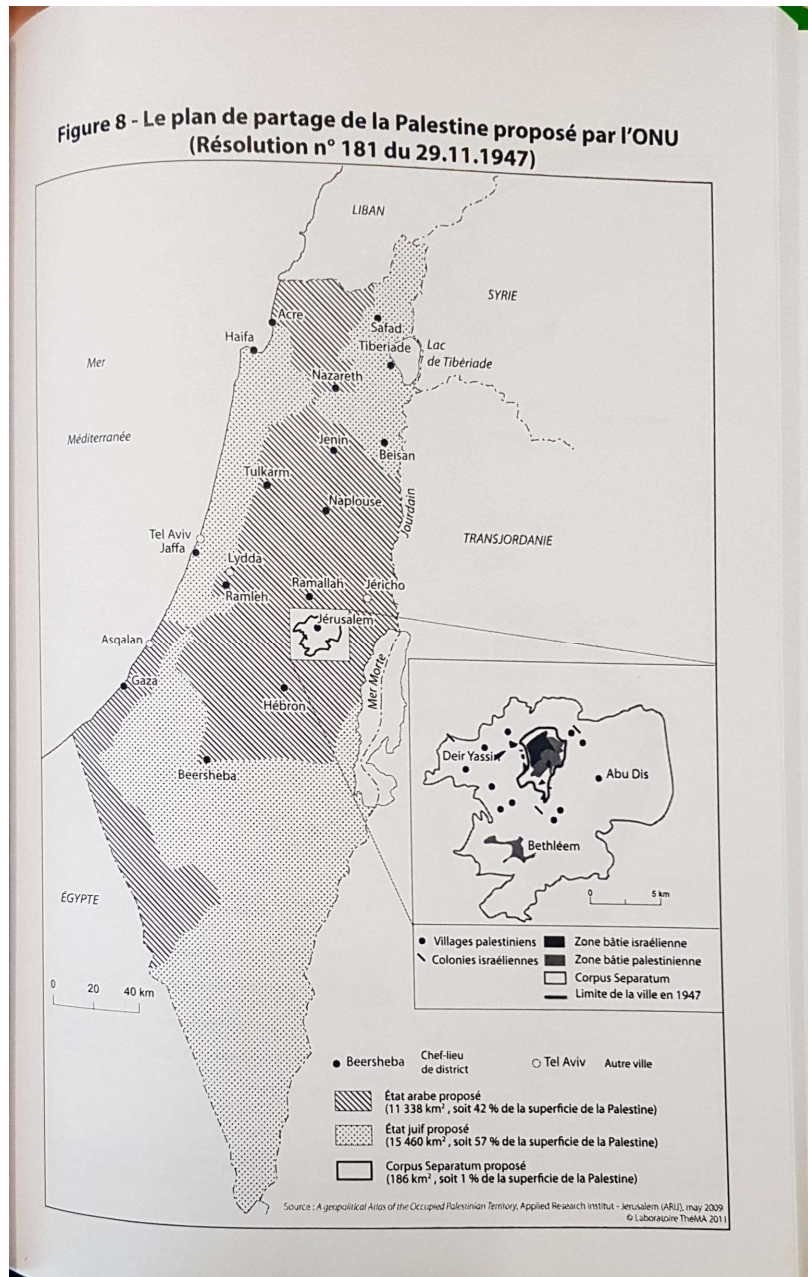 Figure 8 - Le plan de partage de la Palestine proposé par l'ONU
(Résolution n° 181 du 29.11.1947)
LIBAN
SYRIE
Acre
Safad
Haifa
Tiberiade
Lac
de Tibériade
Mer
Nazareth
Méditerranée
Jenin
Beisan
Tulkarm
Naplouse
Jourdain
Tel Aviv
Jaffa
TRANSJORDANIE
Lydda
Ramleh
Ramallah
Jéricho
Jérusalem
Asqalan
Gaza
Hébron
Mer Morte
Beersheba
Deir Yassin
Abu Dis
Bethléem
0 5 km
ÉGYPTE
Villages palestiniens
Zone bâtie israélienne
Colonies israéliennes
Zone bâtie palestinienne
Corpus Separatum
Limite de la ville en 1947
0 20 40 km
Beersheba
Chef-lieu
de district
Tel Aviv
Autre ville
État arabe proposé
(11 338 km², soit 42 % de la superficie de la Palestine)
État juif proposé
(15 460 km², soit 57 % de la superficie de la Palestine)
Corpus Separatum proposé
(186 km², soit 1 % de la superficie de la Palestine)
Source : A geopolitical Atlas of the Occupied Palestinian Territory, Applied Research Institut - Jerusalem (ARIJ), may 2009
© Laboratoire ThéMA 2011